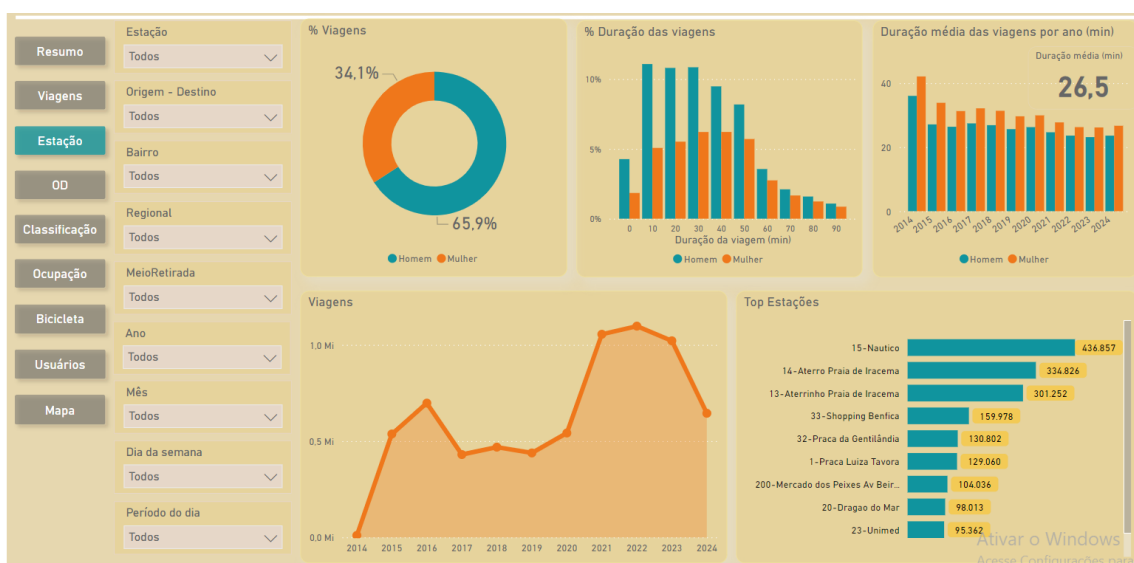 Resumo
Viagens
Estação
OD
Classificação
Ocupação
Bicicleta
Usuários
Mapa
Estação
Todos
Origem - Destino
Todos
Bairro
Todos
Regional
Todos
MeioRetirada
Todos
Ano
Todos
Mês
Todos
Dia da semana
Todos
Período do dia
Todos
% Viagens
34,1%
65,9%
Homem Mulher
% Duração das viagens
10%
5%
0%
0 10 20 30 40 50 60 70 80 90
Duração da viagem (min)
Homem Mulher
Duração média das viagens por ano (min)
Duração média (min)
26,5
40
20
0
2014 2015 2016 2017 2018 2019 2020 2021 2022 2023 2024
Homem Mulher
Viagens
1.0 Mi
0.5 Mi
0.0 Mi
2014 2015 2016 2017 2018 2019 2020 2021 2022 2023 2024
Top Estações
15-Nautico 436.857
14-Aterro Praia de Iracema 334.826
13-Aterrinho Praia de Iracema 301.252
33-Shopping Benfica 159.978
32-Praca da Gentilândia 130.802
1-Praca Luiza Tavora 129.060
200-Mercado dos Peixes Av Beir... 104.036
20-Dragao do Mar 98.013
23-Unimed 95.362
Ativar o Windows
Acesse Configurações para